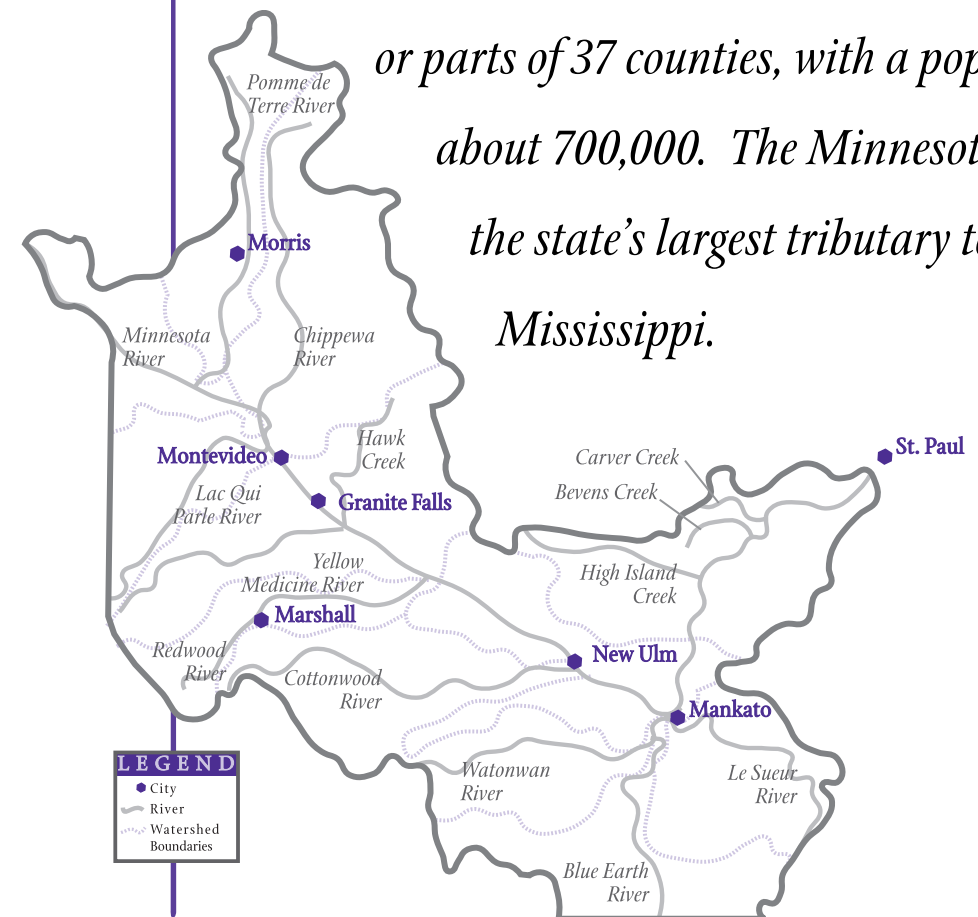 or parts of 37 counties, with a pop
about 700,000.  The Minnesot
the state's largest tributary t
Mississippi.
Pomme de
Terre River
Morris
Minnesota
River
Chippewa
River
Hawk
Creek
Montevideo
Lac Qui
Parle River
Granite Falls
St. Paul
Carver Creek
Bevens Creek
Yellow
Medicine River
High Island
Creek
Marshall
Redwood
River
Cottonwood
River
New Ulm
Mankato
Watonwan
River
Le Sueur
River
Blue Earth
River
LEGEND
City
River
Watershed
Boundaries